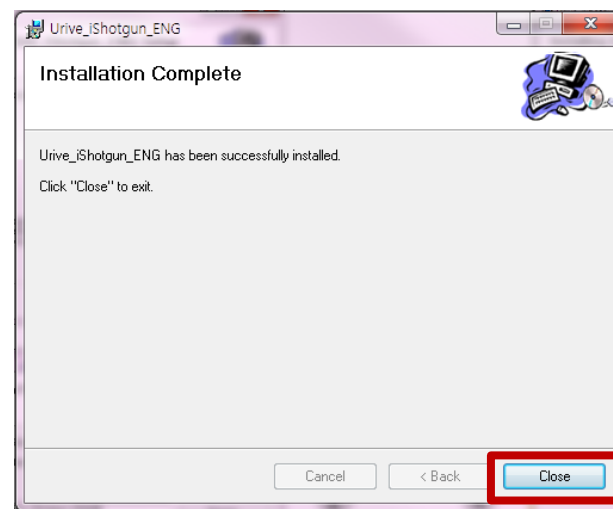 Urive_iShotgun_ENG
Installation Complete
Urive_iShotgun_ENG has been successfully installed.
Click "Close" to exit.
Cancel
< Back
Close